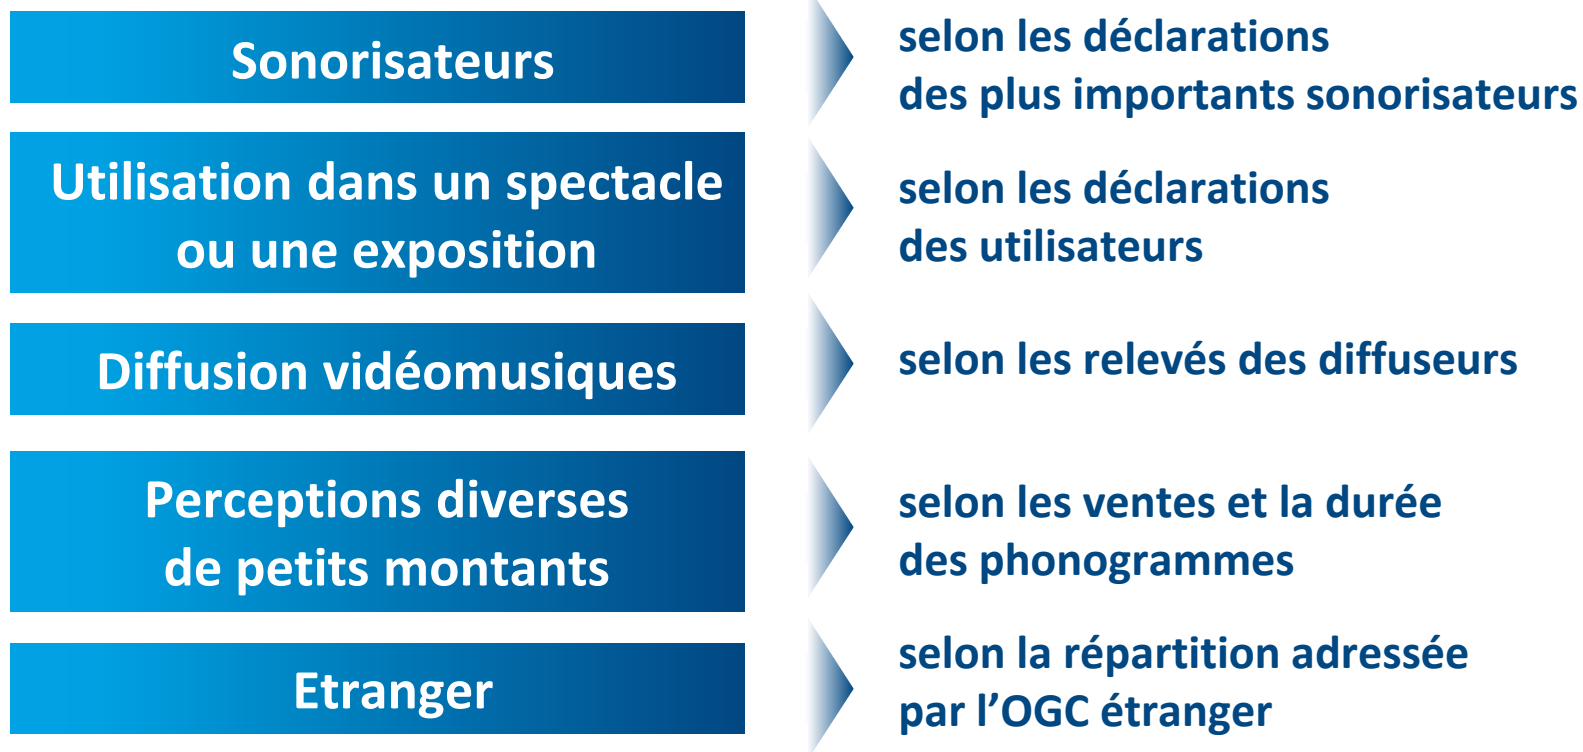 Sonorisateurs
selon les déclarations
des plus importants sonorisateurs
Utilisation dans un spectacle
ou une exposition
selon les déclarations
des utilisateurs
Diffusion vidéomusiques
selon les relevés des diffuseurs
Perceptions diverses
de petits montants
selon les ventes et la durée
des phonogrammes
Etranger
selon la répartition adressée
par l’OGC étranger